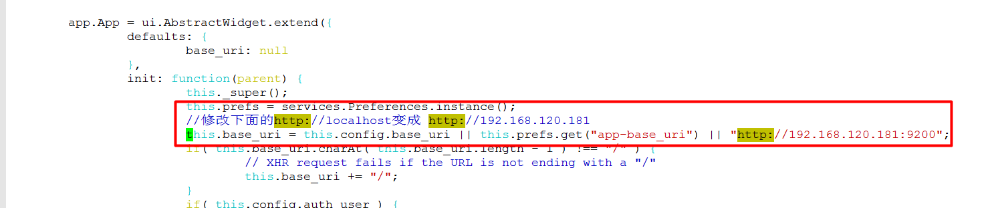 app.App = ui.AbstractWidget.extend({
defaults: {
base_uri: null
},
init: function(parent) {
this._super();
this.prefs = services.Preferences.instance();
//修改下面的http://localhost变成 http://192.168.120.181
this.base_uri = this.config.base_uri || this.prefs.get("app-base_uri") || "http://192.168.120.181:9200";
if( this.base_uri.charAt( this.base_uri.length - 1 ) !== "/" ) {
// XHR request fails if the URL is not ending with a "/"
this.base_uri += "/";
}
if( this.config.auth_user ) {